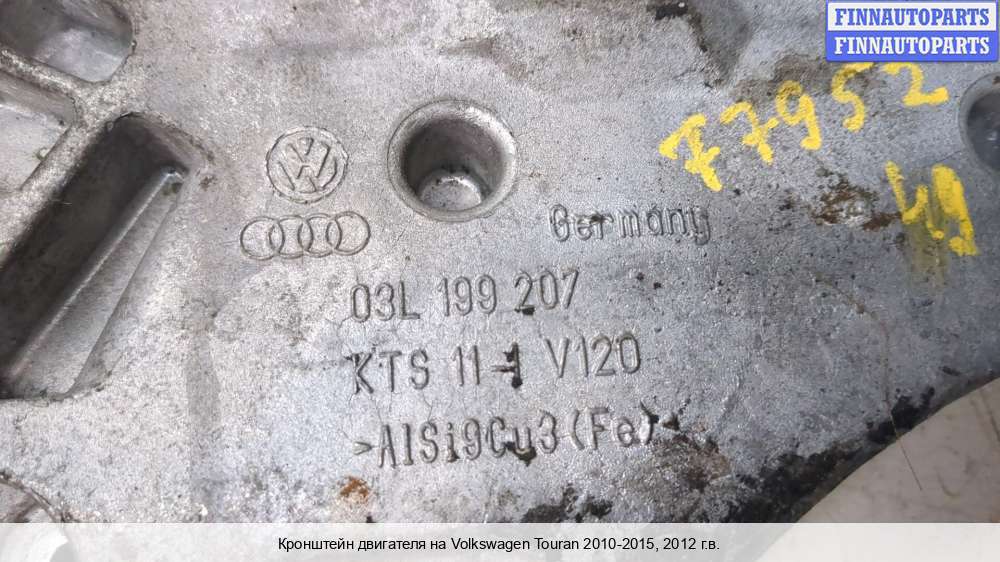 FINNAUTOPARTS
FINNAUTOPARTS
F7952
49
Germany
03L 199 207
KTS 11-1 V120
>AlSi9Cu3(Fe)
Кронштейн двигателя на Volkswagen Touran 2010-2015, 2012 г.в.